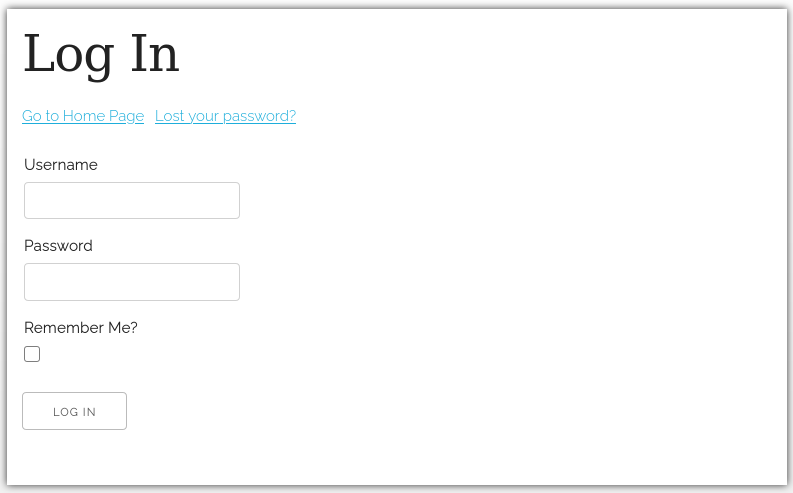 Log In
Go to Home Page Lost your password?
Username
Password
Remember Me?
LOG IN